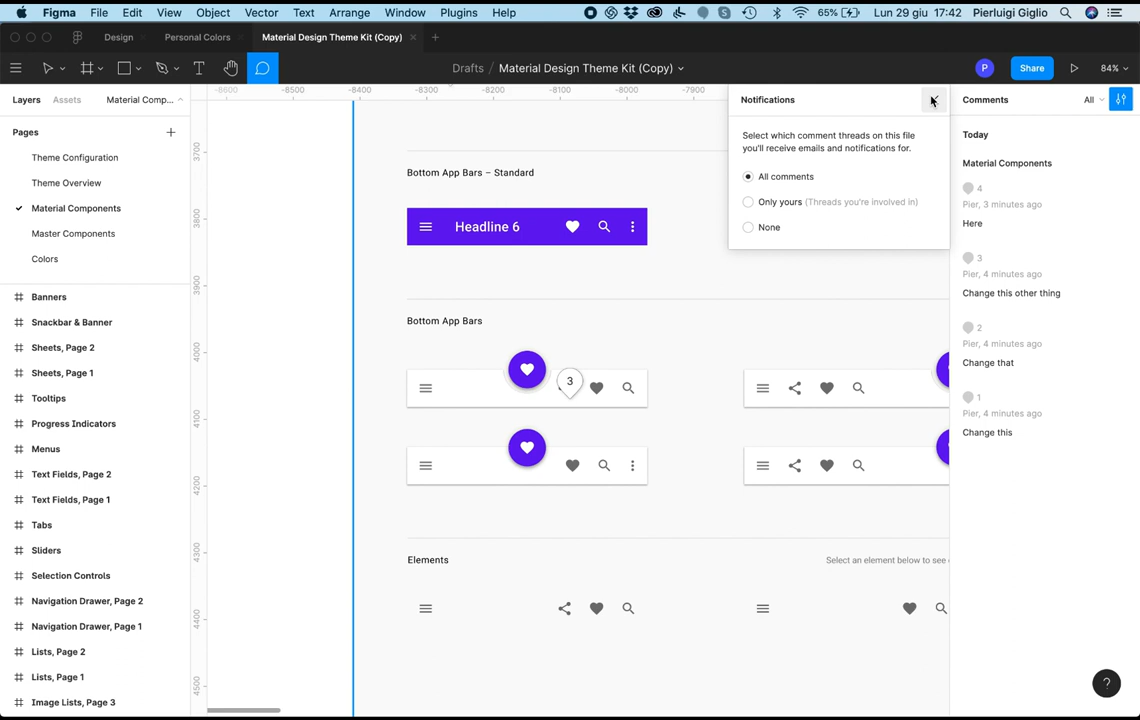 Figma File Edit View Object Vector Text Arrange Window Plugins Help 65% Lun 29 giu 17:42 Pierluigi Giglio
Design Personal Colors Material Design Theme Kit (Copy)
Drafts / Material Design Theme Kit (Copy) P Share 84%
Layers Assets Material Comp...
Pages
Theme Configuration
Theme Overview
Material Components
Master Components
Colors
Banners
Snackbar & Banner
Sheets, Page 2
Sheets, Page 1
Tooltips
Progress Indicators
Menus
Text Fields, Page 2
Text Fields, Page 1
Tabs
Sliders
Selection Controls
Navigation Drawer, Page 2
Navigation Drawer, Page 1
Lists, Page 2
Lists, Page 1
Image Lists, Page 3
-8600 -8500 -8400 -8300 -8200 -8100 -8000 -7900
3700
3800
3900
4000
4100
4200
4300
4400
4500
Bottom App Bars – Standard
Headline 6
Bottom App Bars
3
Elements
Select an element below to see
Notifications
Select which comment threads on this file
you'll receive emails and notifications for.
All comments
Only yours (Threads you're involved in)
None
Comments All
Today
Material Components
4
Pier, 3 minutes ago
Here
3
Pier, 4 minutes ago
Change this other thing
2
Pier, 4 minutes ago
Change that
1
Pier, 4 minutes ago
Change this
?